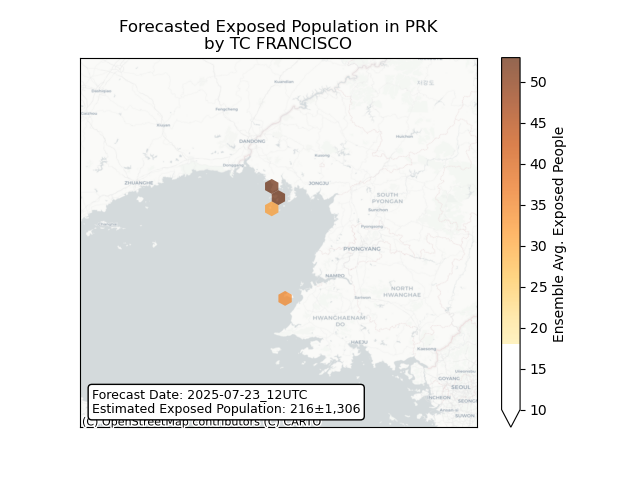 Forecasted Exposed Population in PRK
by TC FRANCISCO
DANDONG
ZHUANGHE
JONGJU
SOUTH
PYONGAN
PYONGYANG
NAMPO
NORTH
HWANGHAE
HWANGHAENAM-
DO
HAEJU
GOYANG
SEOUL
Forecast Date: 2025-07-23_12UTC
Estimated Exposed Population: 216±1,306
(C) OpenStreetMap contributors (C) CARTO
50
45
40
35
30
25
20
15
10
Ensemble Avg. Exposed People